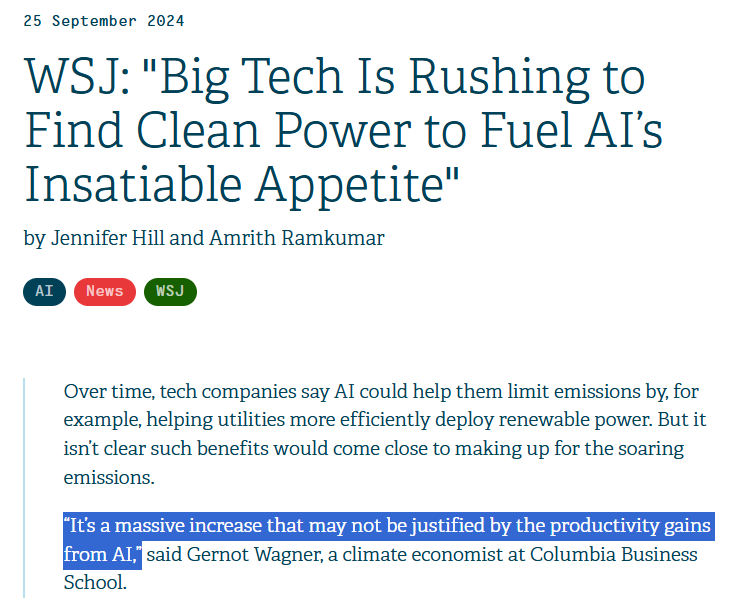 25 September 2024
WSJ: "Big Tech Is Rushing to
Find Clean Power to Fuel AI’s
Insatiable Appetite"
by Jennifer Hill and Amrith Ramkumar
AI News WSJ
Over time, tech companies say AI could help them limit emissions by, for
example, helping utilities more efficiently deploy renewable power. But it
isn’t clear such benefits would come close to making up for the soaring
emissions.
“It’s a massive increase that may not be justified by the productivity gains
from AI,” said Gernot Wagner, a climate economist at Columbia Business
School.